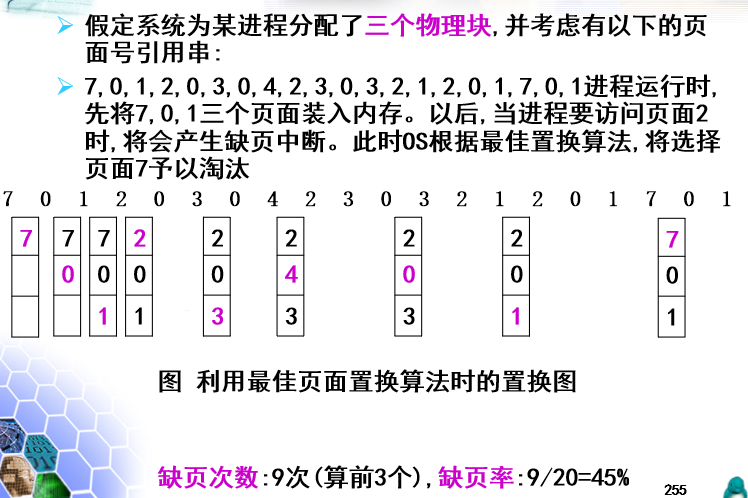 假定系统为某进程分配了三个物理块,并考虑有以下的页
面号引用串:
7,0,1,2,0,3,0,4,2,3,0,3,2,1,2,0,1,7,0,1进程运行时,
先将7,0,1三个页面装入内存。以后,当进程要访问页面2
时,将会产生缺页中断。此时OS根据最佳置换算法,将选择
页面7予以淘汰
7 0 1 2 0 3 0 4 2 3 0 3 2 1 2 0 1 7 0 1
7 7 7 2 2 2 2 2 7
0 0 0 0 4 0 0 0
1 1 3 3 3 1 1
图 利用最佳页面置换算法时的置换图
缺页次数:9次(算前3个),缺页率:9/20=45%
255